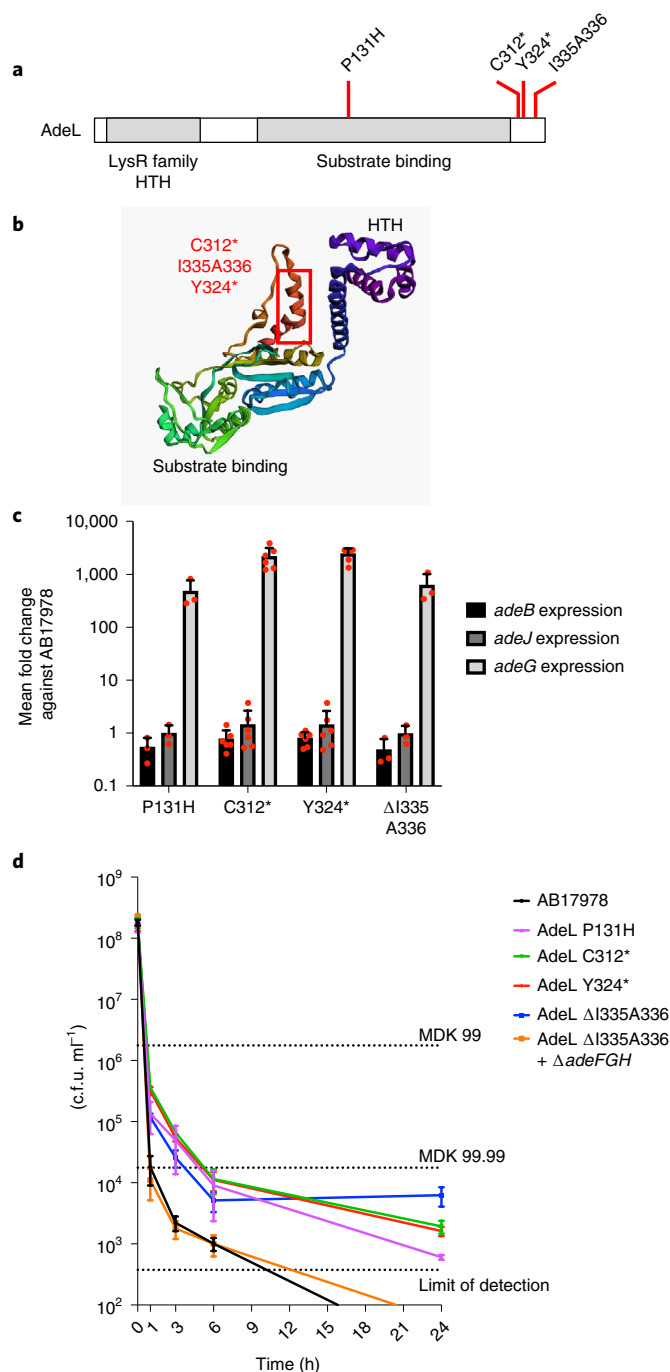 a
P131H
C312*
Y324*
I335A336
AdeL
LysR family
HTH
Substrate binding
b
C312*
I335A336
Y324*
HTH
Substrate binding
c
Mean fold change
against AB17978
10,000
1,000
100
10
1
0.1
P131H
C312*
Y324*
ΔI335
A336
adeB expression
adeJ expression
adeG expression
d
(c.f.u. ml⁻¹)
10⁹
10⁸
10⁷
10⁶
10⁵
10⁴
10³
10²
MDK 99
MDK 99.99
Limit of detection
0 1 3 6 9 12 15 18 21 24
Time (h)
AB17978
AdeL P131H
AdeL C312*
AdeL Y324*
AdeL ΔI335A336
AdeL ΔI335A336
+ ΔadeFGH